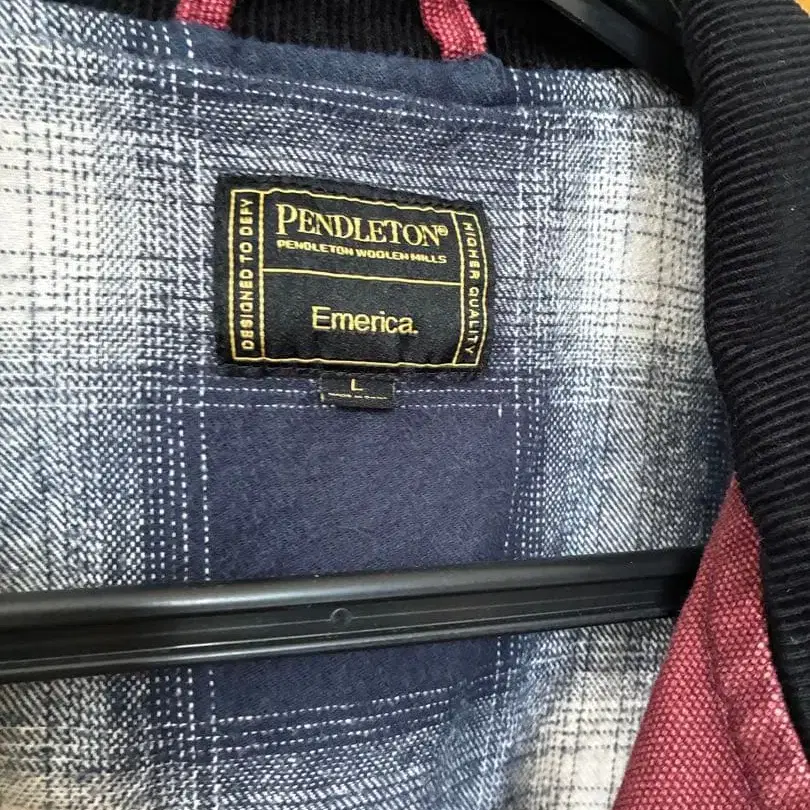 DESIGNED TO DEFY
PENDLETON®
PENDLETON WOOLEN MILLS
Emerica.
HIGHER QUALITY
L